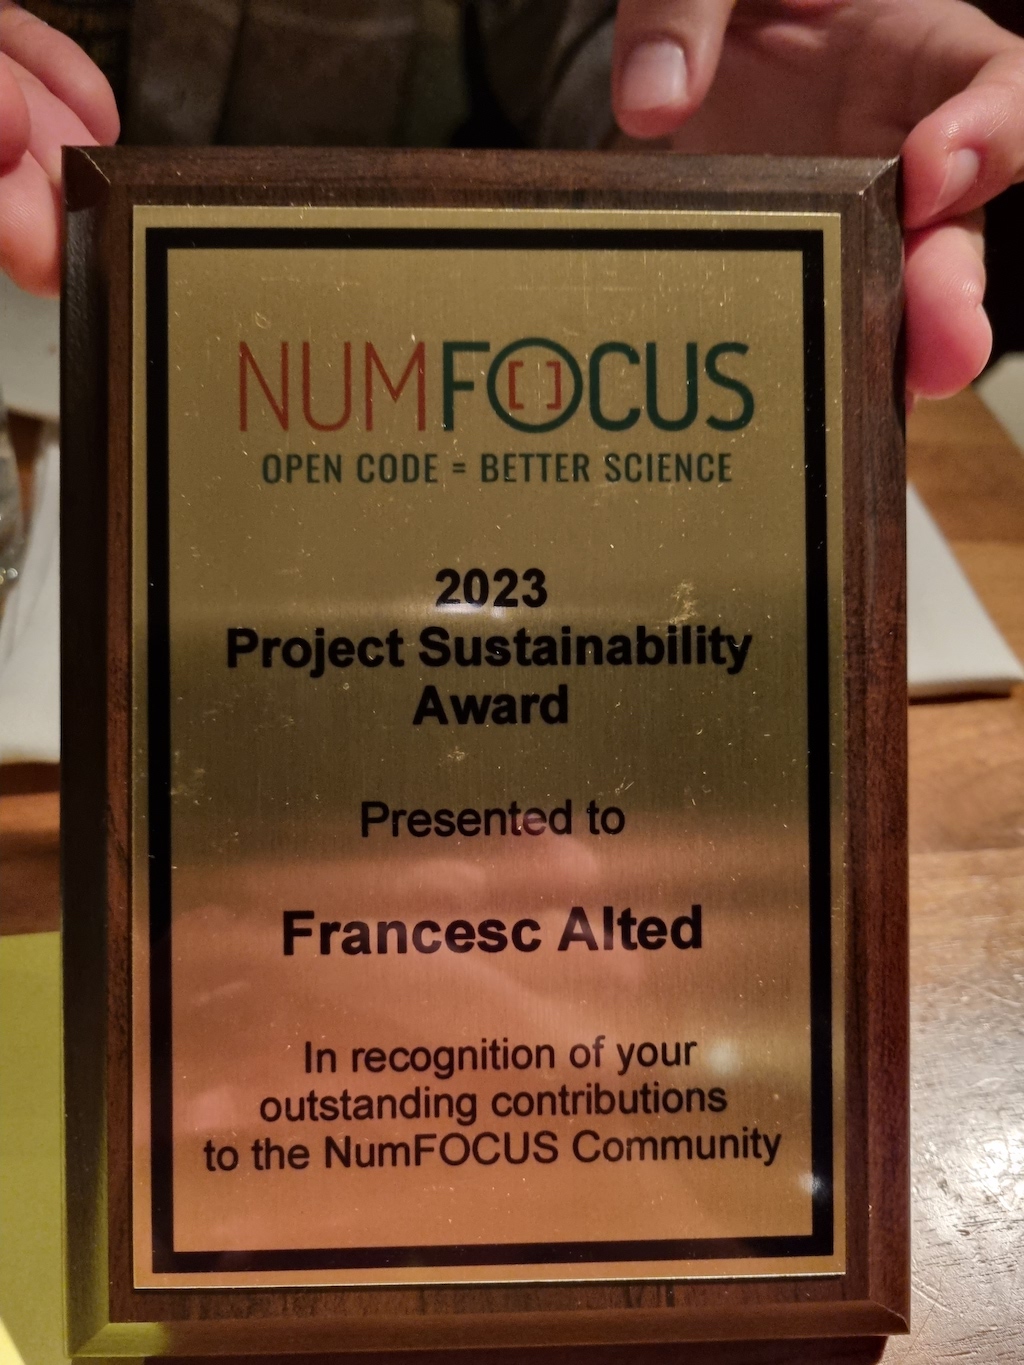 NUMFOCUS
OPEN CODE = BETTER SCIENCE
2023
Project Sustainability
Award
Presented to
Francesc Alted
In recognition of your
outstanding contributions
to the NumFOCUS Community